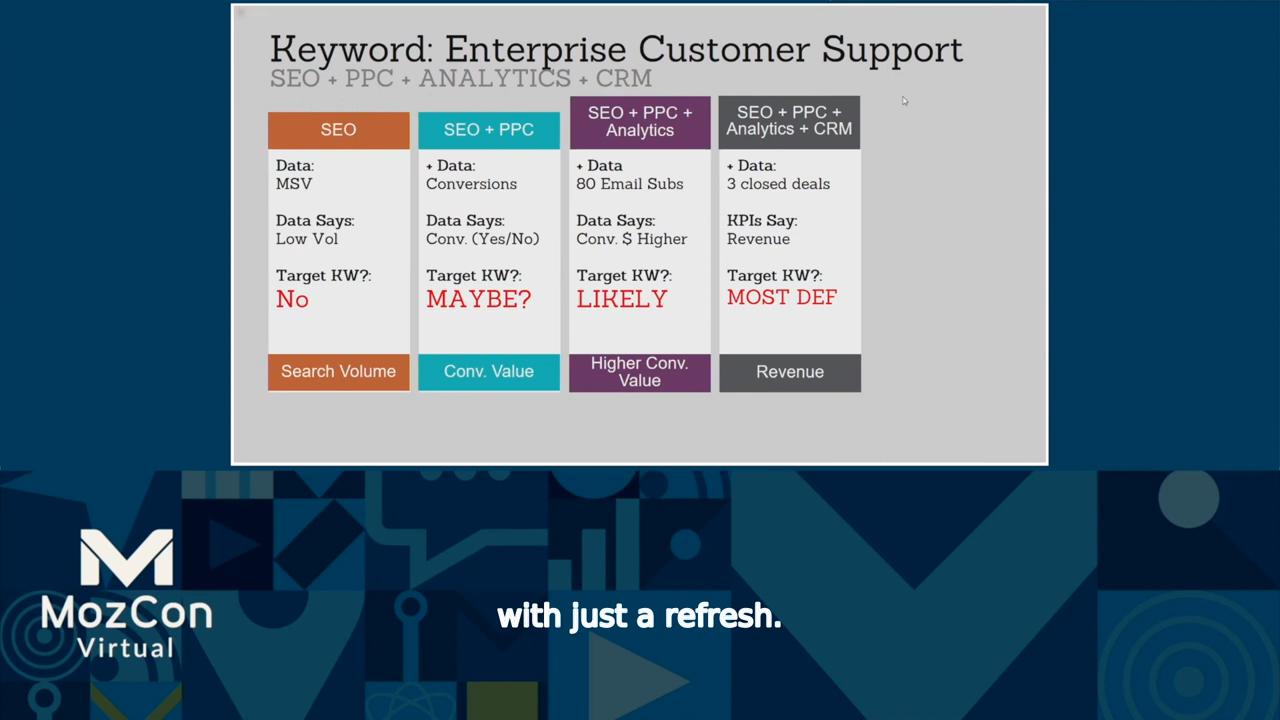 Keyword: Enterprise Customer Support
SEO + PPC + ANALYTICS + CRM
SEO
Data:
MSV
Data Says:
Low Vol
Target KW?:
No
Search Volume
SEO + PPC
+ Data:
Conversions
Data Says:
Conv. (Yes/No)
Target KW?:
MAYBE?
Conv. Value
SEO + PPC +
Analytics
+ Data
80 Email Subs
Data Says:
Conv. $ Higher
Target KW?:
LIKELY
Higher Conv.
Value
SEO + PPC +
Analytics + CRM
+ Data:
3 closed deals
KPIs Say:
Revenue
Target KW?:
MOST DEF
Revenue
MozCon
Virtual
with just a refresh.